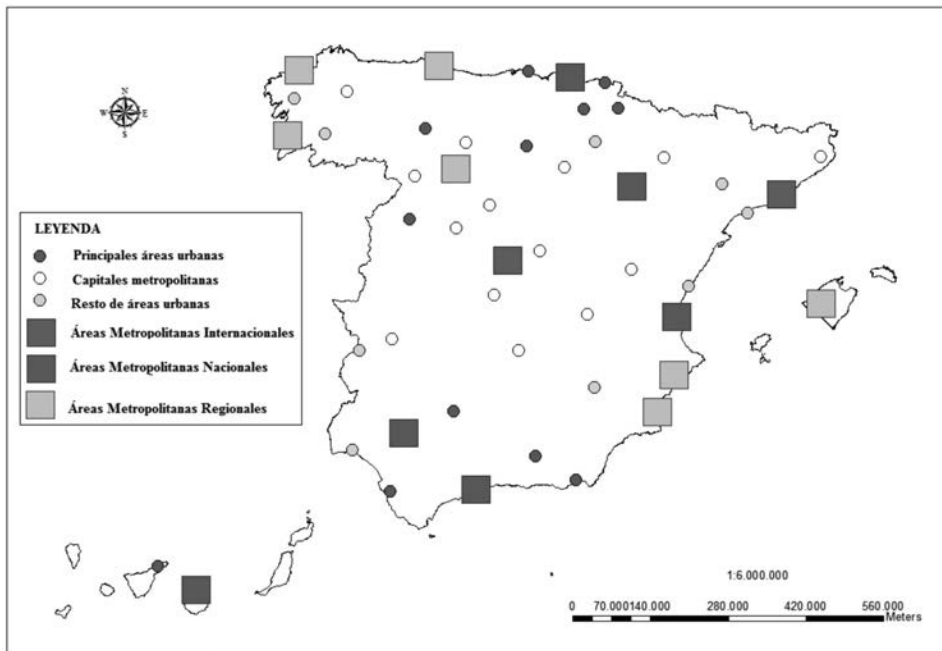 N
W E
S
LEYENDA
Principales áreas urbanas
Capitales metropolitanas
Resto de áreas urbanas
Áreas Metropolitanas Internacionales
Áreas Metropolitanas Nacionales
Áreas Metropolitanas Regionales
1:6.000.000
0 70.000140.000 280.000 420.000 560.000
Meters